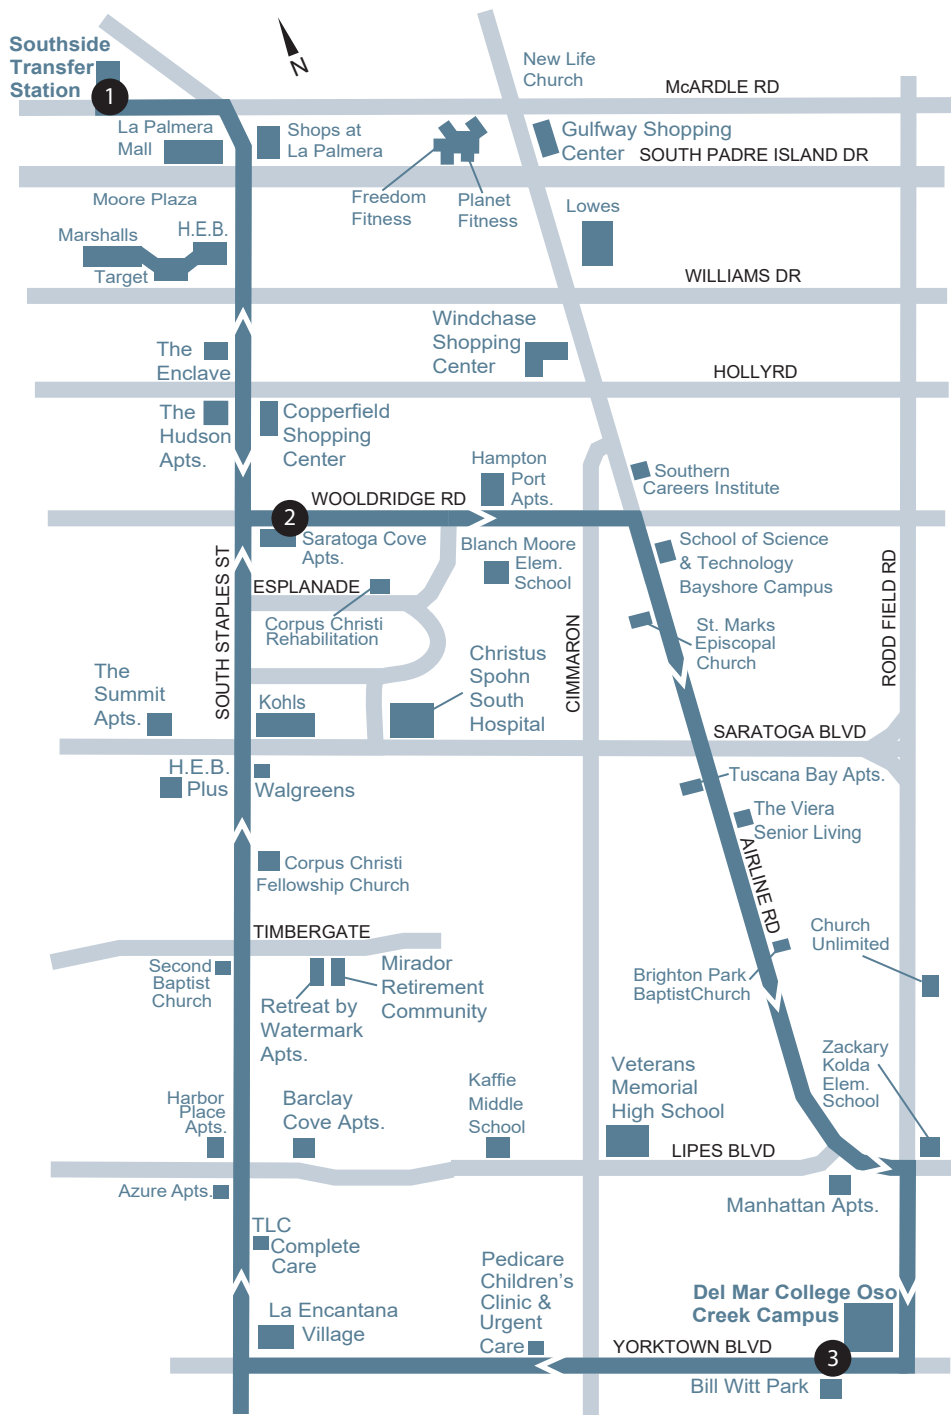 Southside
Transfer
Station
1
N
New Life
Church
McARDLE RD
La Palmera
Mall
Shops at
La Palmera
Gulfway Shopping
Center
SOUTH PADRE ISLAND DR
Moore Plaza
Freedom
Fitness
Planet
Fitness
Lowes
Marshalls
H.E.B.
Target
WILLIAMS DR
Windchase
Shopping
Center
The
Enclave
HOLLYRD
The
Hudson
Apts.
Copperfield
Shopping
Center
Hampton
Port
Apts.
Southern
Careers Institute
WOOLDRIDGE RD
2
Saratoga Cove
Apts.
Blanch Moore
Elem.
School
School of Science
& Technology
Bayshore Campus
ESPLANADE
SOUTH STAPLES ST
CIMMARON
RODD FIELD RD
Corpus Christi
Rehabilitation
St. Marks
Episcopal
Church
Christus
Spohn
South
Hospital
The
Summit
Apts.
Kohls
SARATOGA BLVD
H.E.B.
Plus
Walgreens
Tuscana Bay Apts.
The Viera
Senior Living
AIRLINE RD
Corpus Christi
Fellowship Church
TIMBERGATE
Church
Unlimited
Second
Baptist
Church
Mirador
Retirement
Community
Brighton Park
BaptistChurch
Retreat by
Watermark
Apts.
Zackary
Kolda
Elem.
School
Veterans
Memorial
High School
Kaffie
Middle
School
Harbor
Place
Apts.
Barclay
Cove Apts.
LIPES BLVD
Azure Apts.
Manhattan Apts.
TLC
Complete
Care
Pedicare
Children's
Clinic &
Urgent
Care
Del Mar College Oso
Creek Campus
La Encantana
Village
YORKTOWN BLVD
3
Bill Witt Park